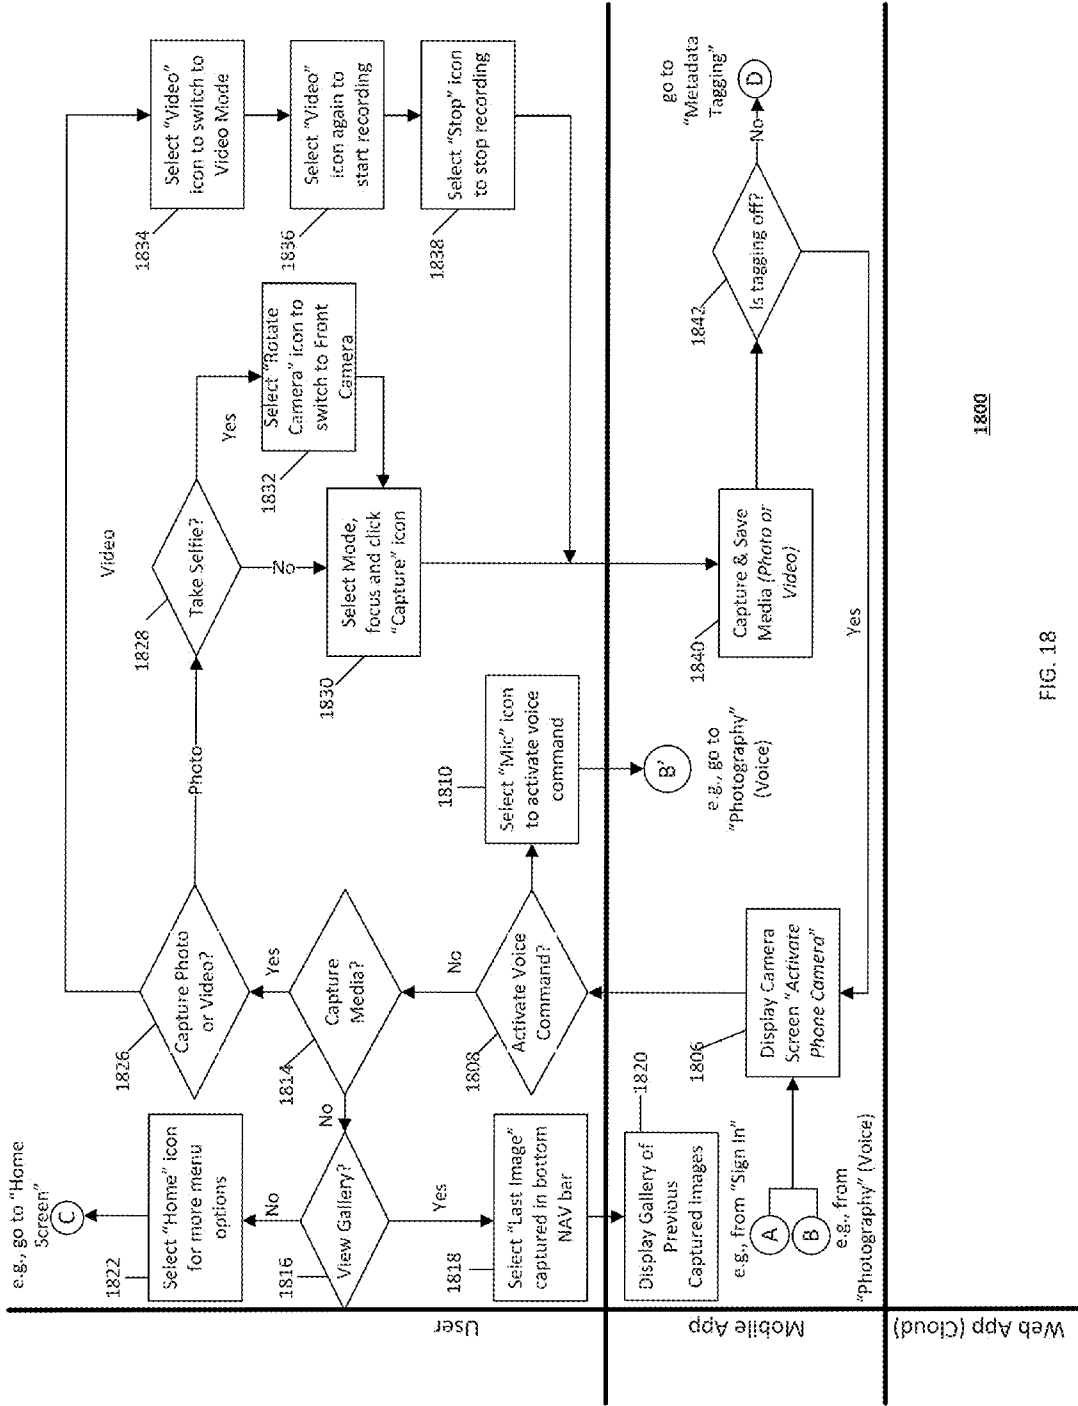 e.g., go to "Home
Screen"
C
1822
Select "Home" icon
for more menu
options
No
1816
View Gallery?
Yes
1818
Select "Last Image"
captured in bottom
NAV bar
No
1826
Capture Photo
or Video?
Yes
1814
Capture
Media?
No
1808
Activate Voice
Command?
1810
Select "Mic" icon
to activate voice
command
Photo
Video
1828
Take Selfie?
Yes
No
1832
Select "Rotate
Camera" icon to
switch to Front
Camera
1830
Select Mode,
focus and click
"Capture" icon
1834
Select "Video"
icon to switch to
Video Mode
1836
Select "Video"
icon again to
start recording
1838
Select "Stop" icon
to stop recording
User
1820
Display Gallery of
Previous
Captured Images
e.g., from "Sign In"
A
B
e.g., from
"Photography" (Voice)
1806
Display Camera
Screen "Activate
Phone Camera"
B'
e.g., go to
"Photography"
(Voice)
1840
Capture & Save
Media (Photo or
Video)
1842
Is tagging off?
Yes
No
go to
"Metadata
Tagging"
D
Mobile App
Web App (Cloud)
1800
FIG. 18